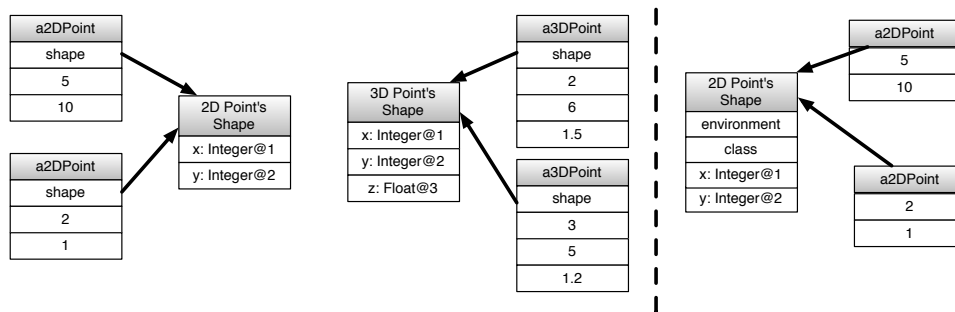 a2DPoint
shape
5
10
a2DPoint
shape
2
1
2D Point's
Shape
x: Integer@1
y: Integer@2
3D Point's
Shape
x: Integer@1
y: Integer@2
z: Float@3
a3DPoint
shape
2
6
1.5
a3DPoint
shape
3
5
1.2
2D Point's
Shape
environment
class
x: Integer@1
y: Integer@2
a2DPoint
5
10
a2DPoint
2
1